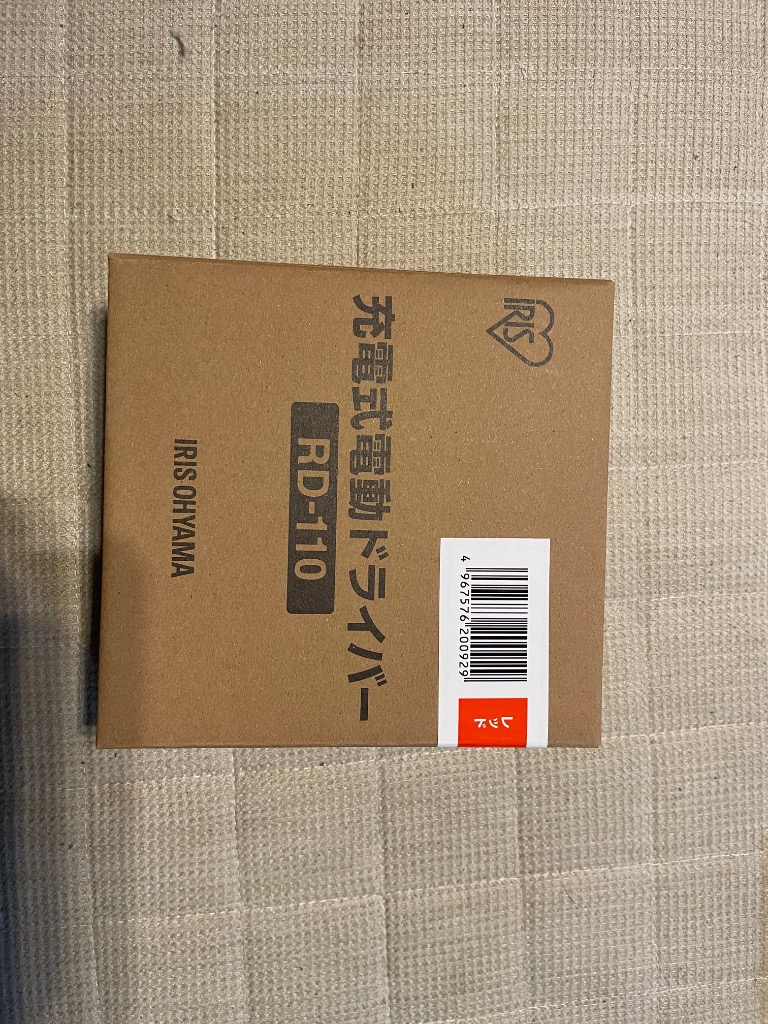 IRIS
充電式電動ドライバー
RD-110
4 967576 200929
レッド
IRIS OHYAMA